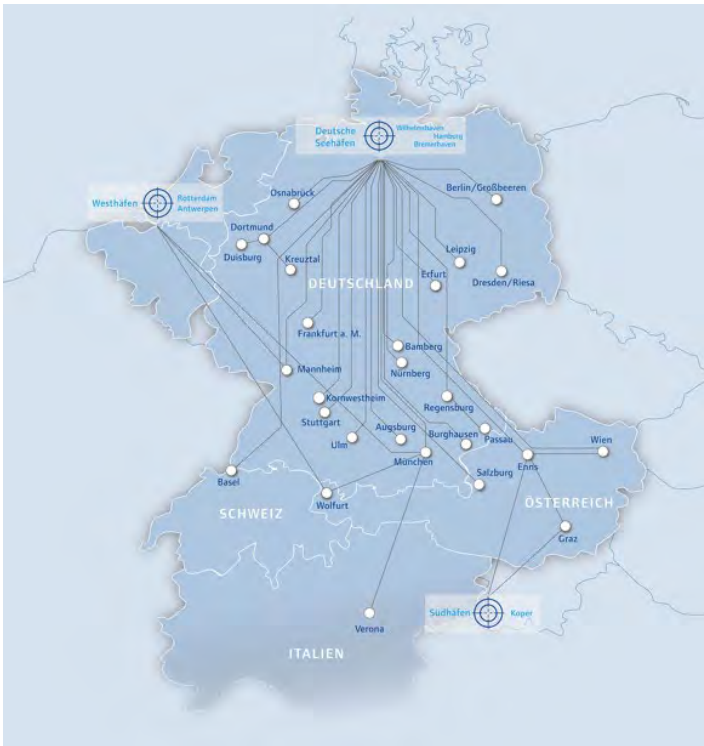 Deutsche
Seehäfen
Wilhelmshaven
Hamburg
Bremerhaven
Westhäfen
Rotterdam
Antwerpen
Osnabrück
Berlin/Großbeeren
Dortmund
Duisburg
Kreuztal
Leipzig
Erfurt
Dresden/Riesa
DEUTSCHLAND
Frankfurt a. M.
Bamberg
Nürnberg
Mannheim
Kornwestheim
Stuttgart
Regensburg
Ulm
Augsburg
Burghausen
Passau
Wien
München
Enns
Basel
Salzburg
Wolfurt
ÖSTERREICH
SCHWEIZ
Graz
Südhäfen
Koper
Verona
ITALIEN